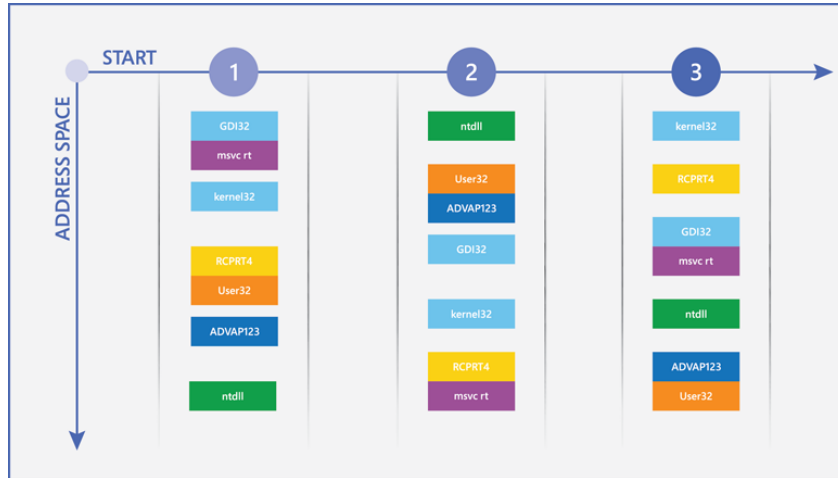 START
1
2
3
ADDRESS SPACE
GDI32
msvc rt
kernel32
RCPRT4
User32
ADVAP123
ntdll
ntdll
User32
ADVAP123
GDI32
kernel32
RCPRT4
msvc rt
kernel32
RCPRT4
GDI32
msvc rt
ntdll
ADVAP123
User32